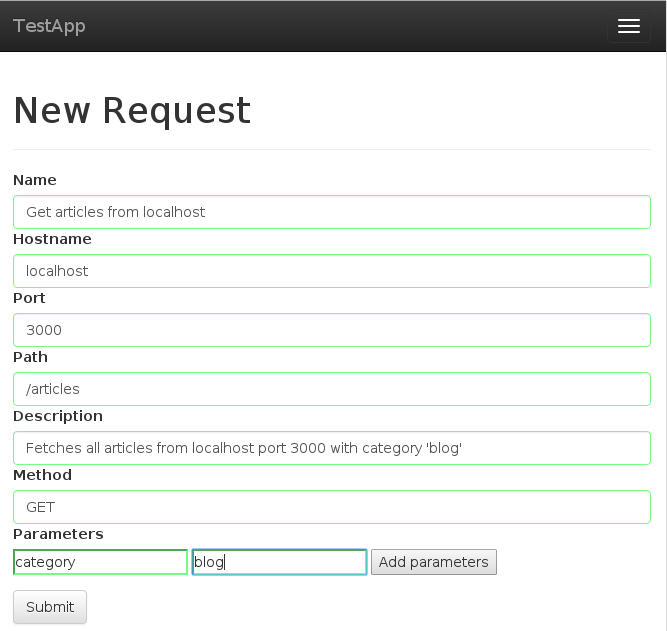 TestApp
New Request
Name
Get articles from localhost
Hostname
localhost
Port
3000
Path
/articles
Description
Fetches all articles from localhost port 3000 with category 'blog'
Method
GET
Parameters
category blog Add parameters
Submit